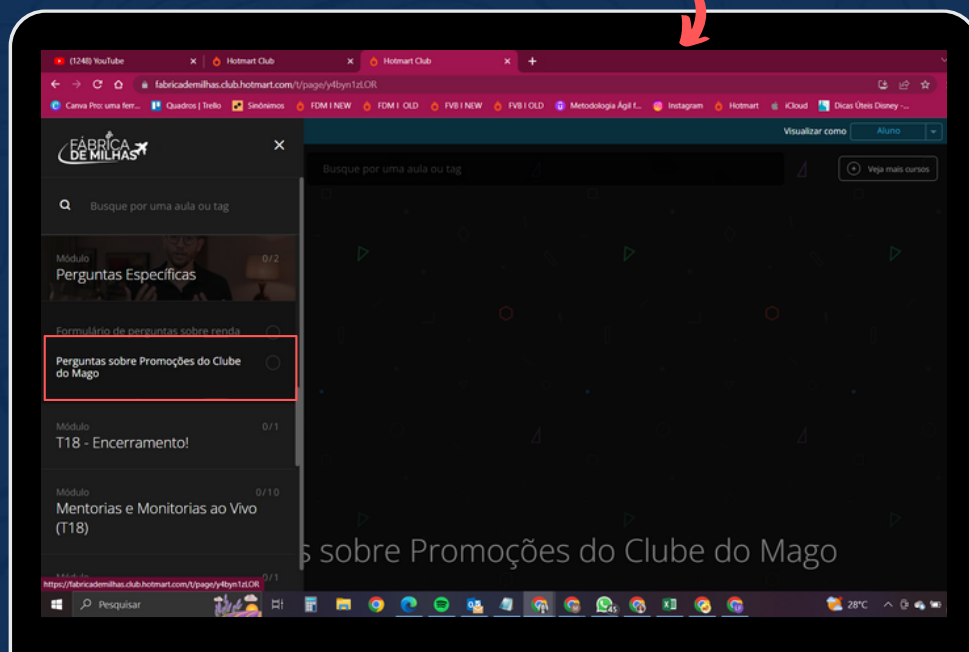 (1248) YouTube
Hotmart Club
Hotmart Club
fabricademilhas.club.hotmart.com/t/page/y4byn1zLOR
Canva Pro: uma ferr...
Quadros | Trello
Sinônimos
FDM I NEW
FDM I OLD
FVB I NEW
FVB I OLD
Metodologia Ágil f...
Instagram
Hotmart
iCloud
Dicas Úteis Disney -...
Visualizar como
Aluno
FÁBRICA
DE MILHAS
Busque por uma aula ou tag
Veja mais cursos
Busque por uma aula ou tag
Módulo
0/2
Perguntas Específicas
Formulário de perguntas sobre renda
Perguntas sobre Promoções do Clube
do Mago
Módulo
0/1
T18 - Encerramento!
Módulo
0/10
Mentorias e Monitorias ao Vivo
(T18)
s sobre Promoções do Clube do Mago
Módulo
0/1
https://fabricademilhas.club.hotmart.com/t/page/y4byn1zLOR
Pesquisar
28°C